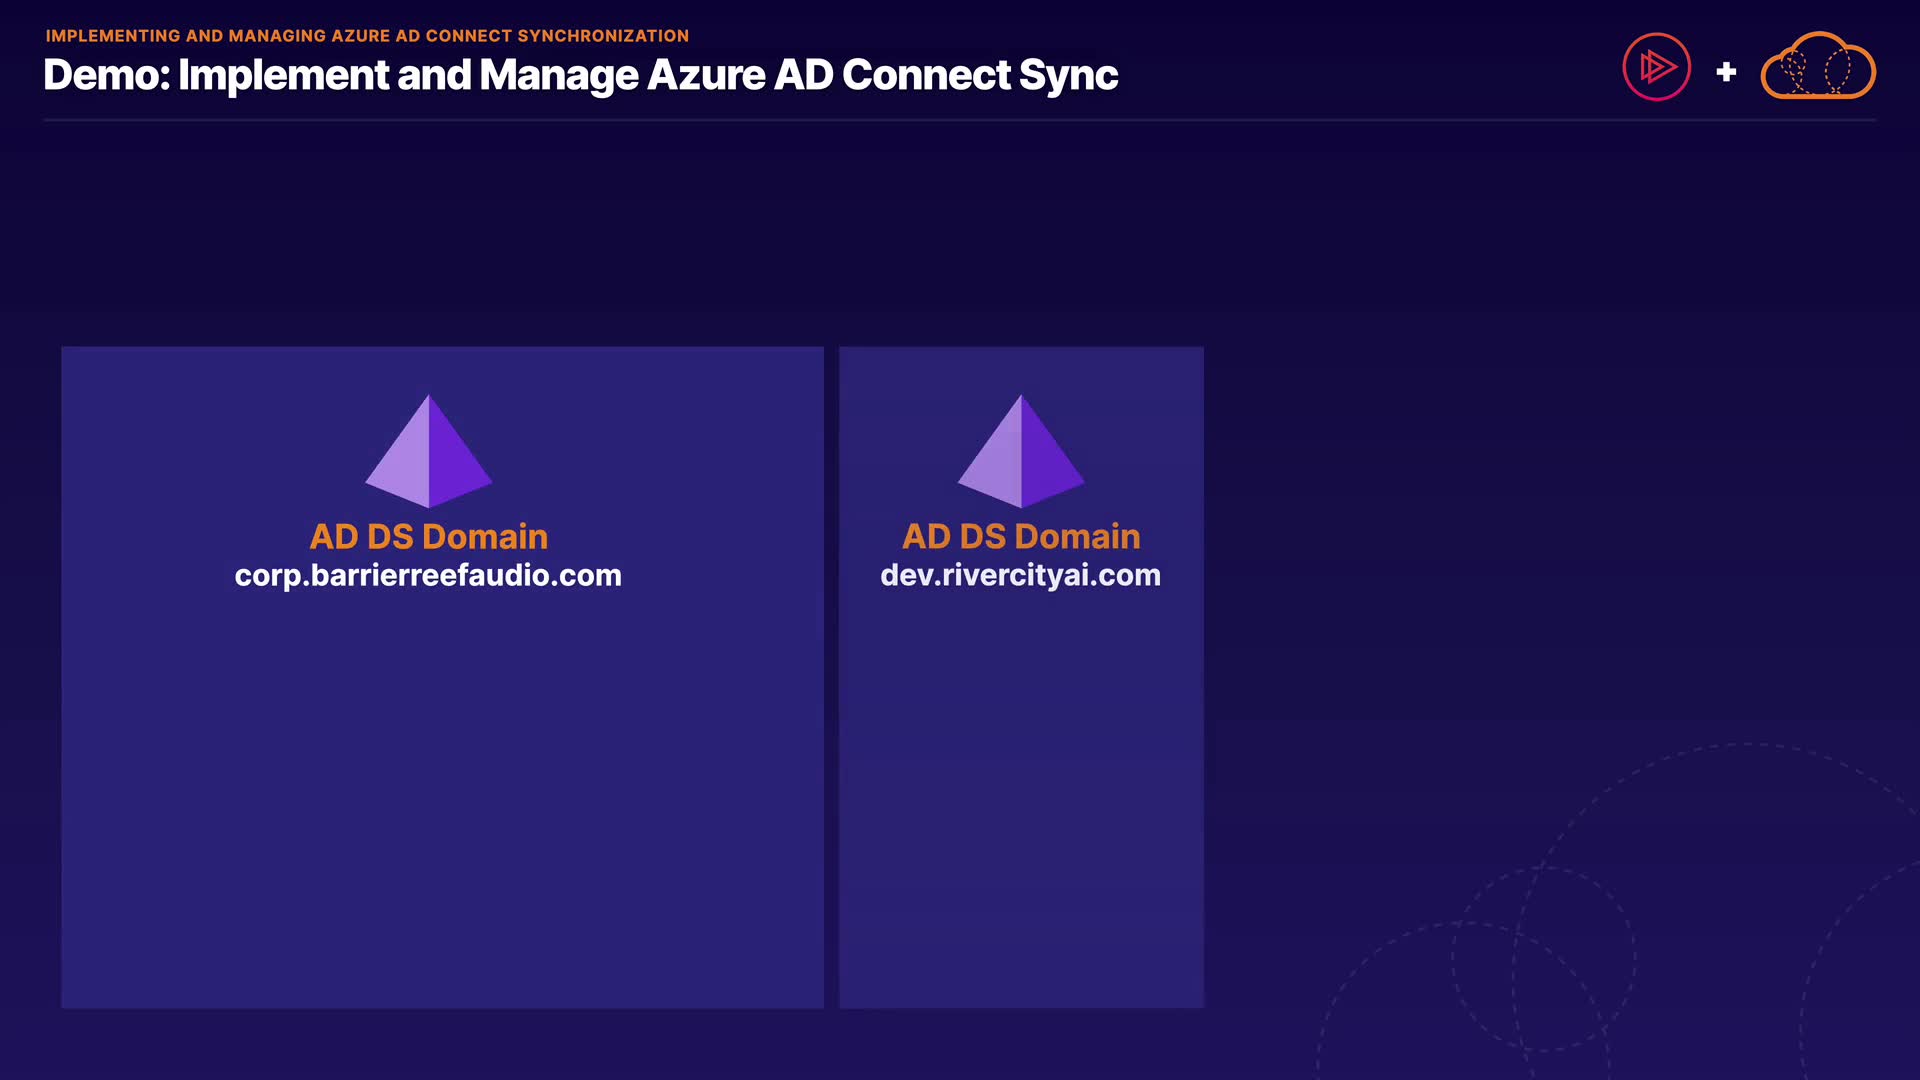 IMPLEMENTING AND MANAGING AZURE AD CONNECT SYNCHRONIZATION
Demo: Implement and Manage Azure AD Connect Sync
+
AD DS Domain
corp.barrierreefaudio.com
AD DS Domain
dev.rivercityai.com